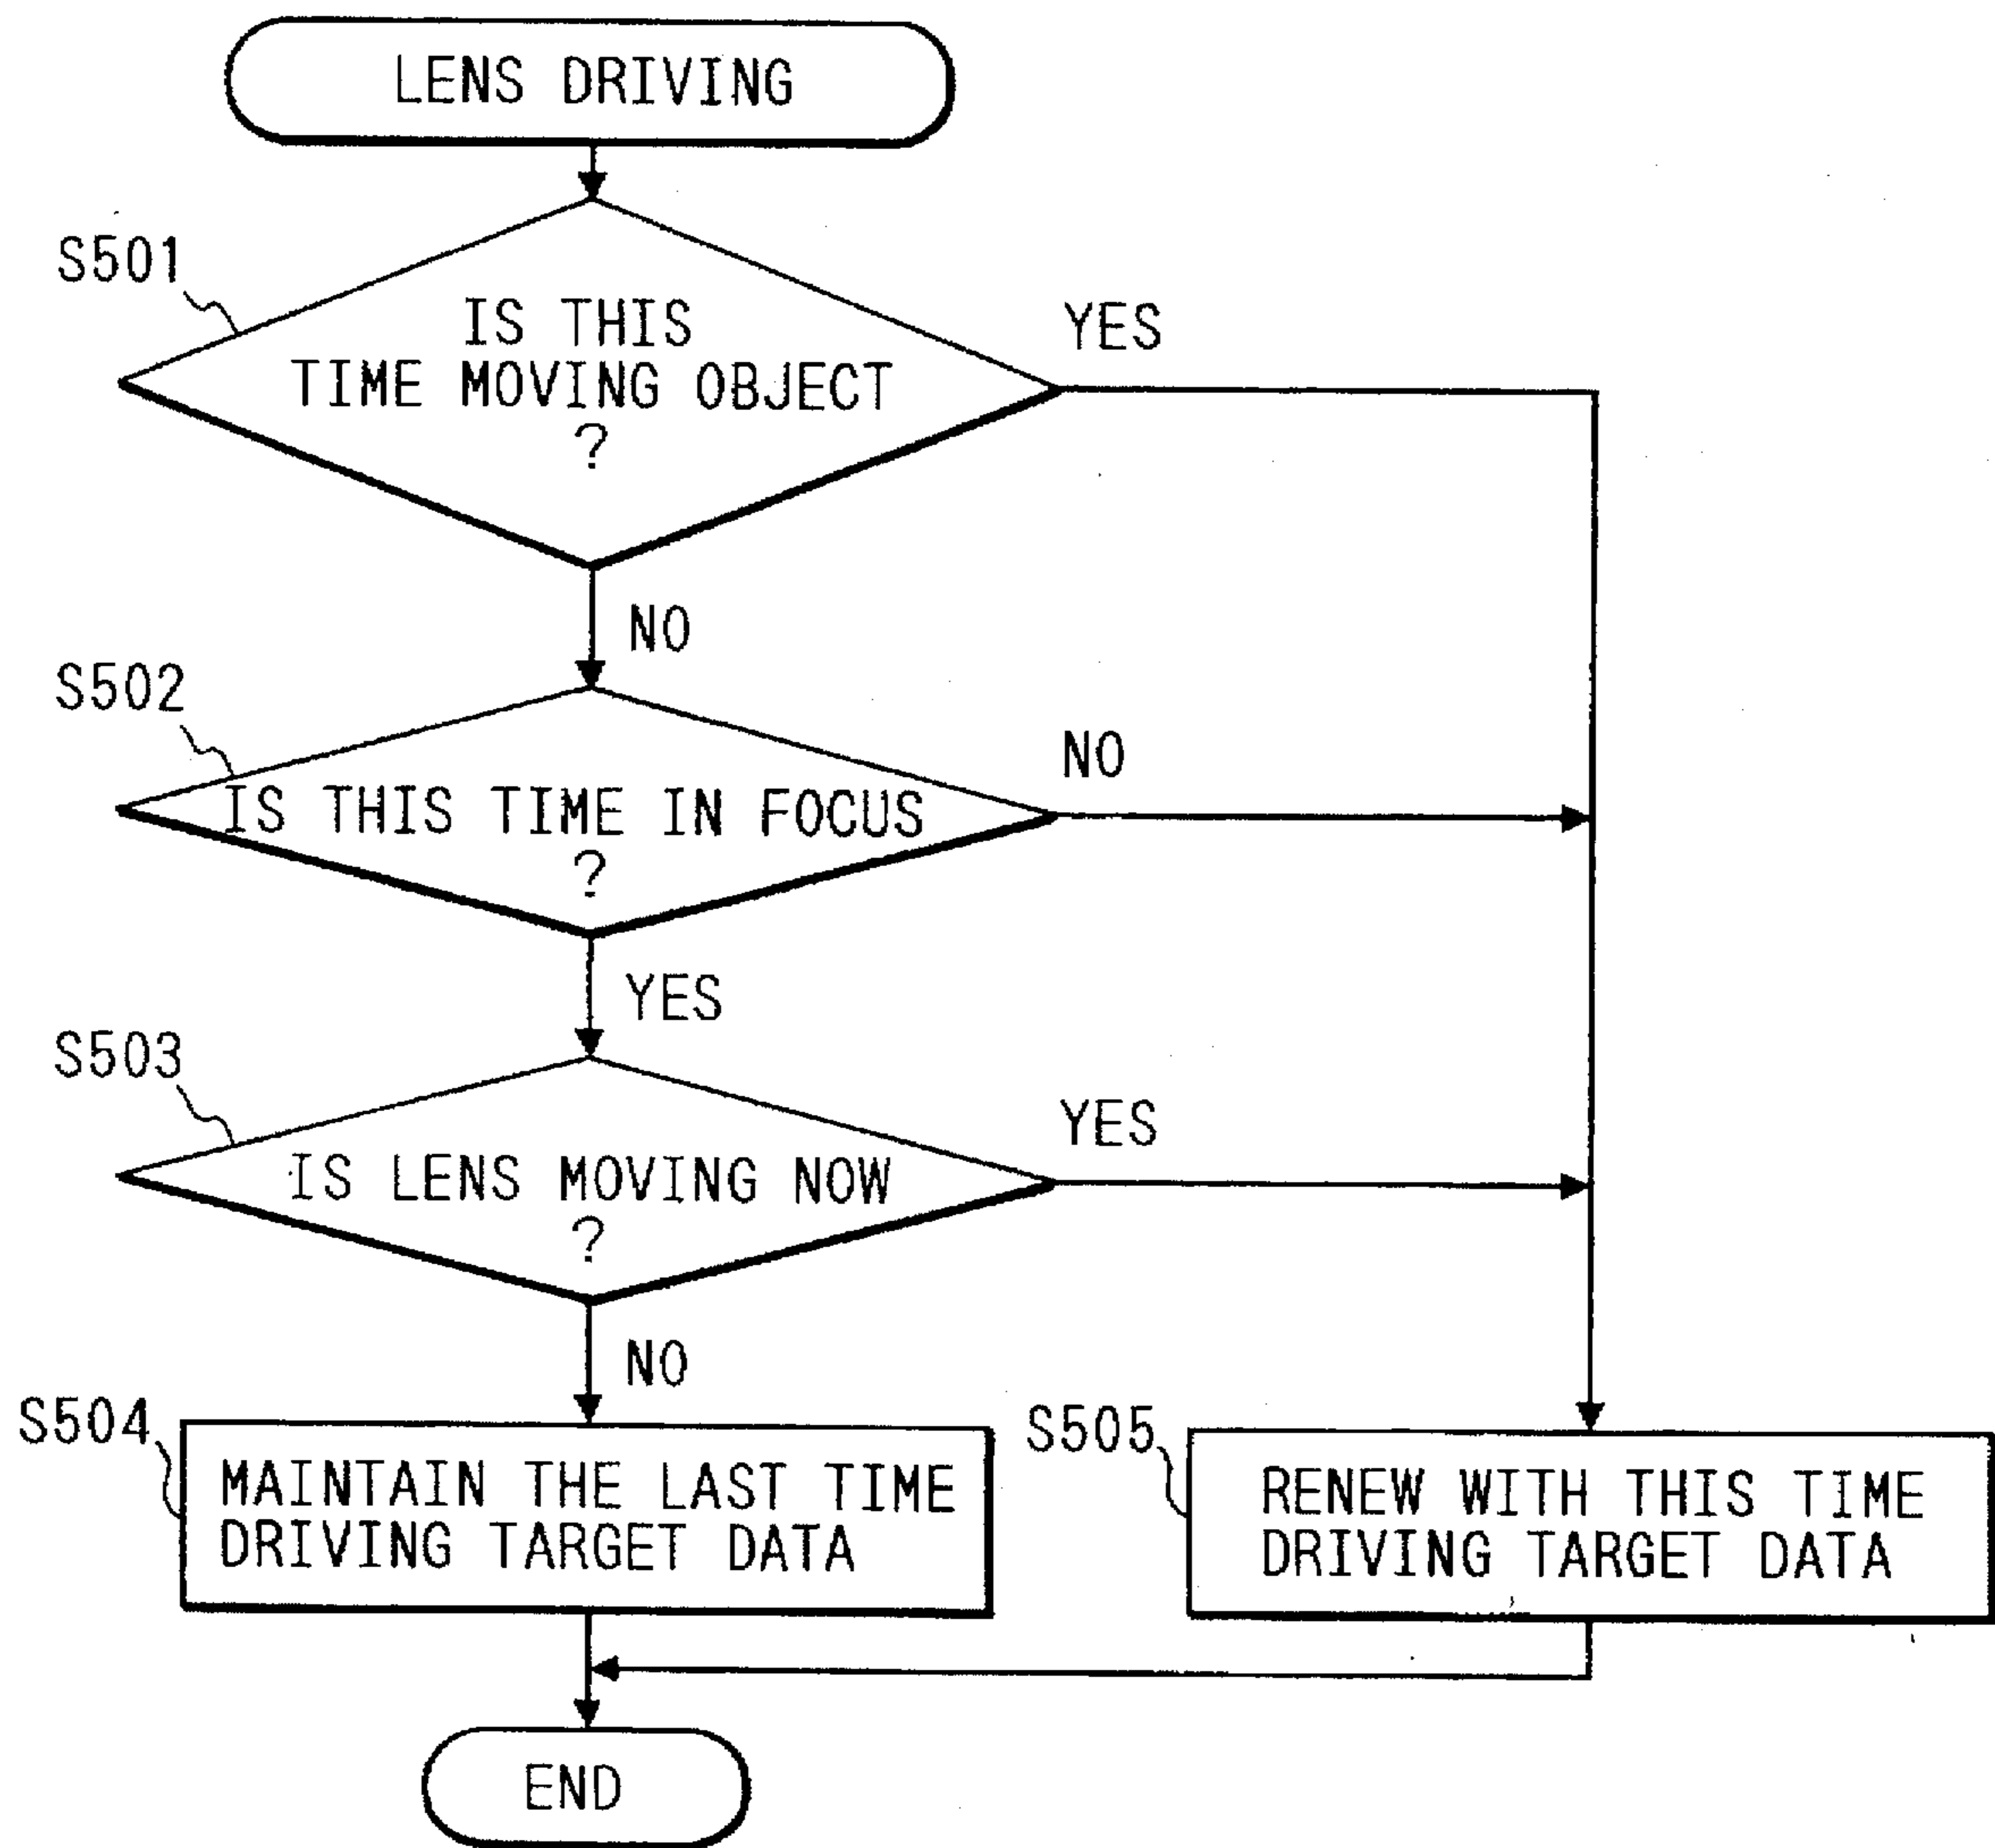 LENS DRIVING
S501
IS THIS
TIME MOVING OBJECT
?
YES
NO
S502
IS THIS TIME IN FOCUS
?
NO
YES
S503
IS LENS MOVING NOW
?
YES
NO
S504
MAINTAIN THE LAST TIME
DRIVING TARGET DATA
S505
RENEW WITH THIS TIME
DRIVING TARGET DATA
END